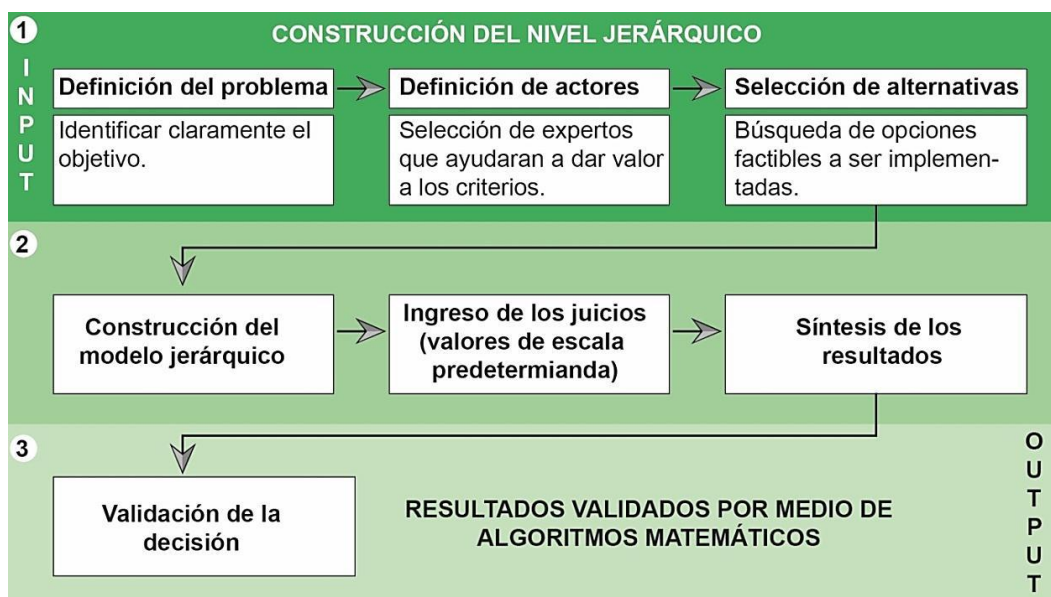 1
CONSTRUCCIÓN DEL NIVEL JERÁRQUICO
INPUT
Definición del problema
Identificar claramente el
objetivo.
Definición de actores
Selección de expertos
que ayudaran a dar valor
a los criterios.
Selección de alternativas
Búsqueda de opciones
factibles a ser implemen-
tadas.
2
Construcción del
modelo jerárquico
Ingreso de los juicios
(valores de escala
predetermianda)
Síntesis de los
resultados
3
Validación de la
decisión
RESULTADOS VALIDADOS POR MEDIO DE
ALGORITMOS MATEMÁTICOS
OUTPUT